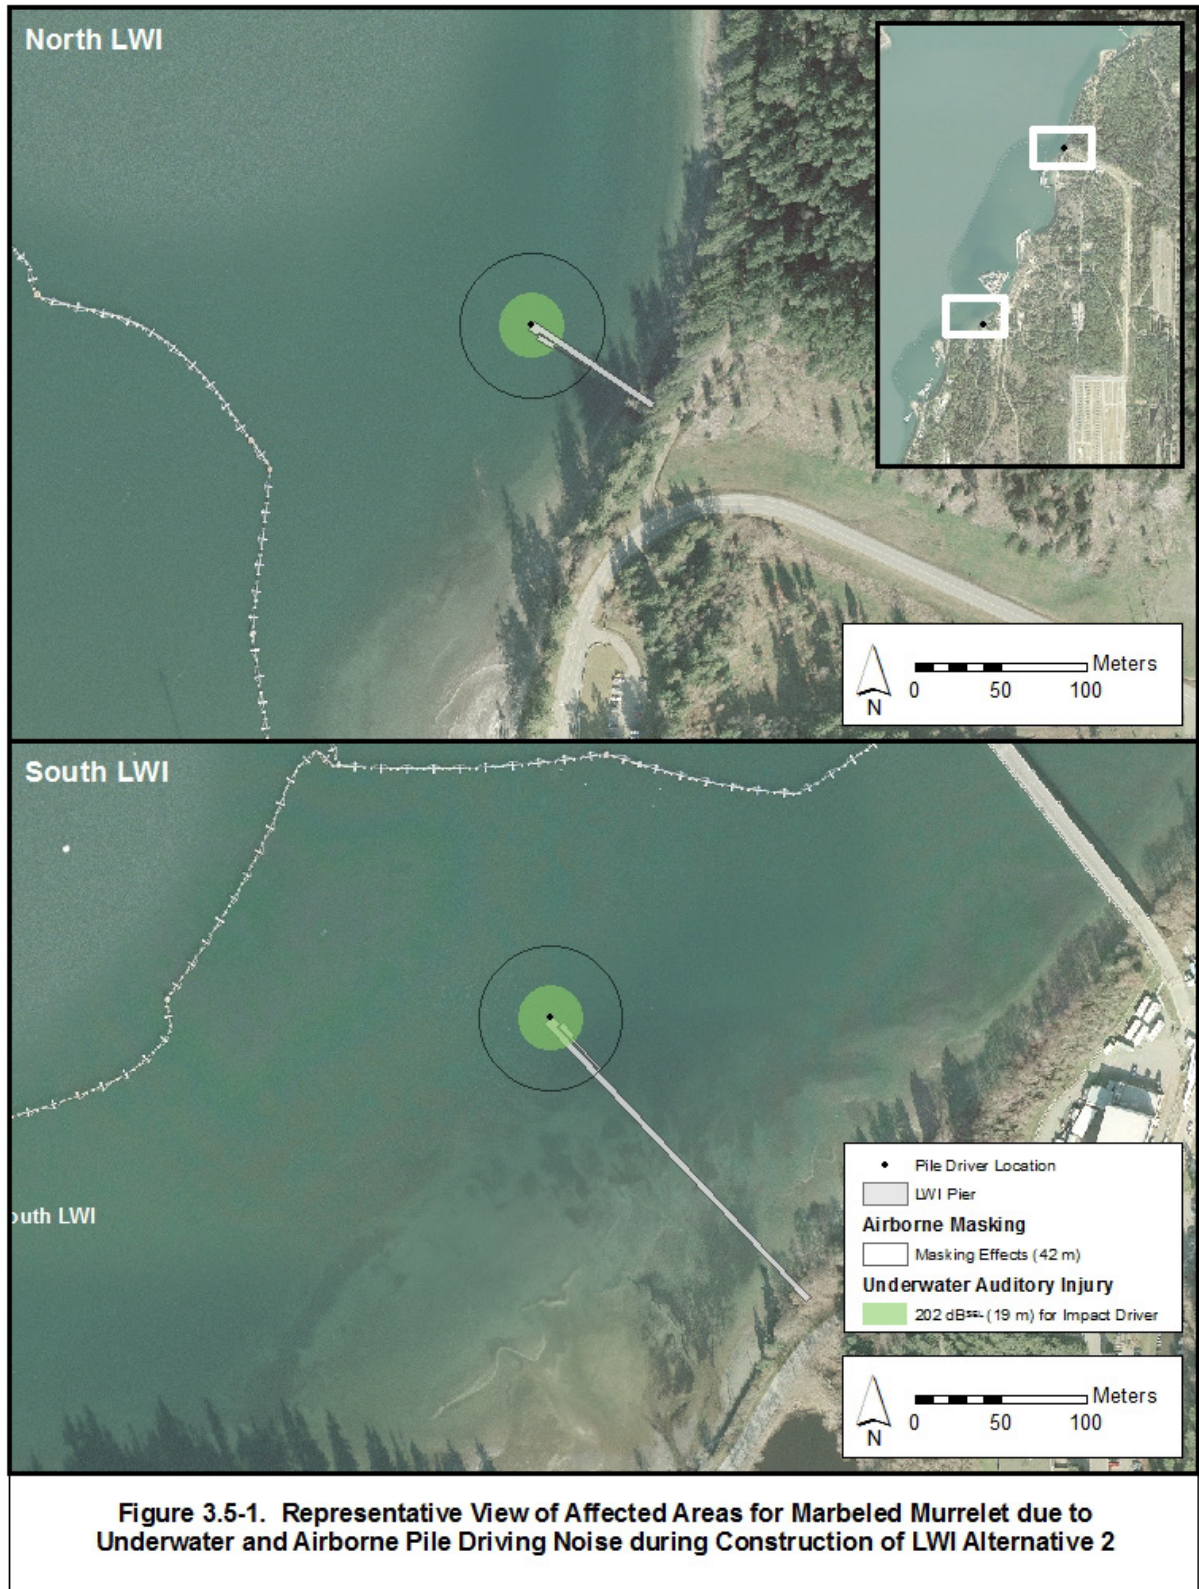 North LWI
Meters
0 50 100
N
South LWI
outh LWI
Pile Driver Location
LWI Pier
Airborne Masking
Masking Effects (42 m)
Underwater Auditory Injury
202 dBSEL (19 m) for Impact Driver
Meters
0 50 100
N
Figure 3.5-1. Representative View of Affected Areas for Marbeled Murrelet due to
Underwater and Airborne Pile Driving Noise during Construction of LWI Alternative 2